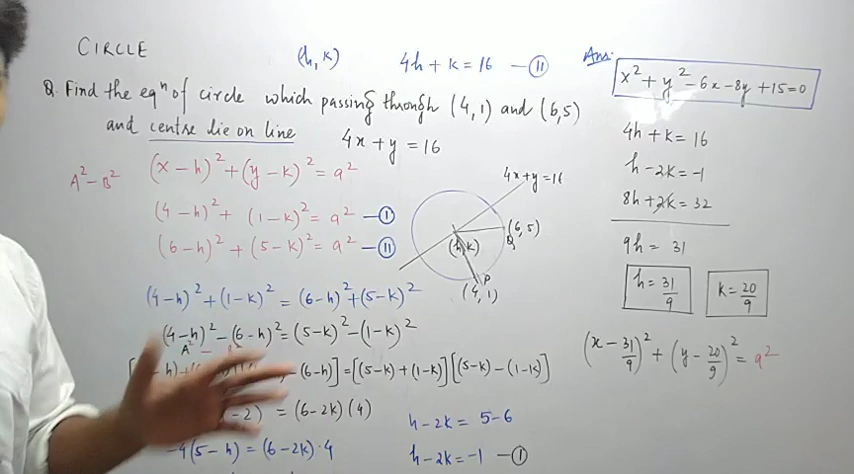 CIRCLE
(h, k)
4h + k = 16 — II
Ans:
x² + y² - 6x - 8y + 15 = 0
Q. Find the eqⁿ of circle which passing through (4, 1) and (6, 5)
and centre lie on line 4x + y = 16
A² - B²
(x - h)² + (y - k)² = a²
(4 - h)² + (1 - k)² = a² — I
(6 - h)² + (5 - k)² = a² — II
(4 - h)² + (1 - k)² = (6 - h)² + (5 - k)²
(4 - h)² - (6 - h)² = (5 - k)² - (1 - k)²
A² -
(6 - h)] = [(5 - k) + (1 - k)] [(5 - k) - (1 - k)]
-2) = (6 - 2k) (4)
-4(5 - h) = (6 - 2k) · 4
h - 2k = 5 - 6
h - 2k = -1 — I
4x + y = 16
(6, 5)
Q
(h, k)
P
(4, 1)
4h + k = 16
h - 2k = -1
8h + 2k = 32
9h = 31
h = 31/9
k = 20/9
(x - 31/9)² + (y - 20/9)² = a²